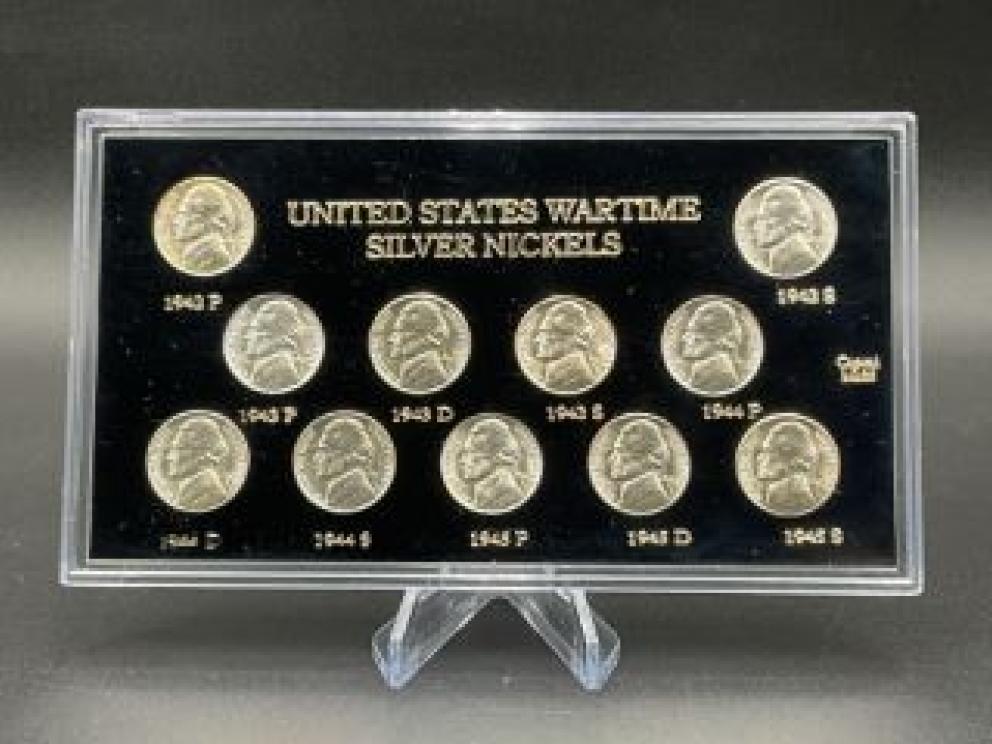 UNITED STATES WARTIME
SILVER NICKELS
1942 P
1942 S
1943 P
1943 D
1943 S
1944 P
1944 D
1944 S
1945 P
1945 D
1945 S